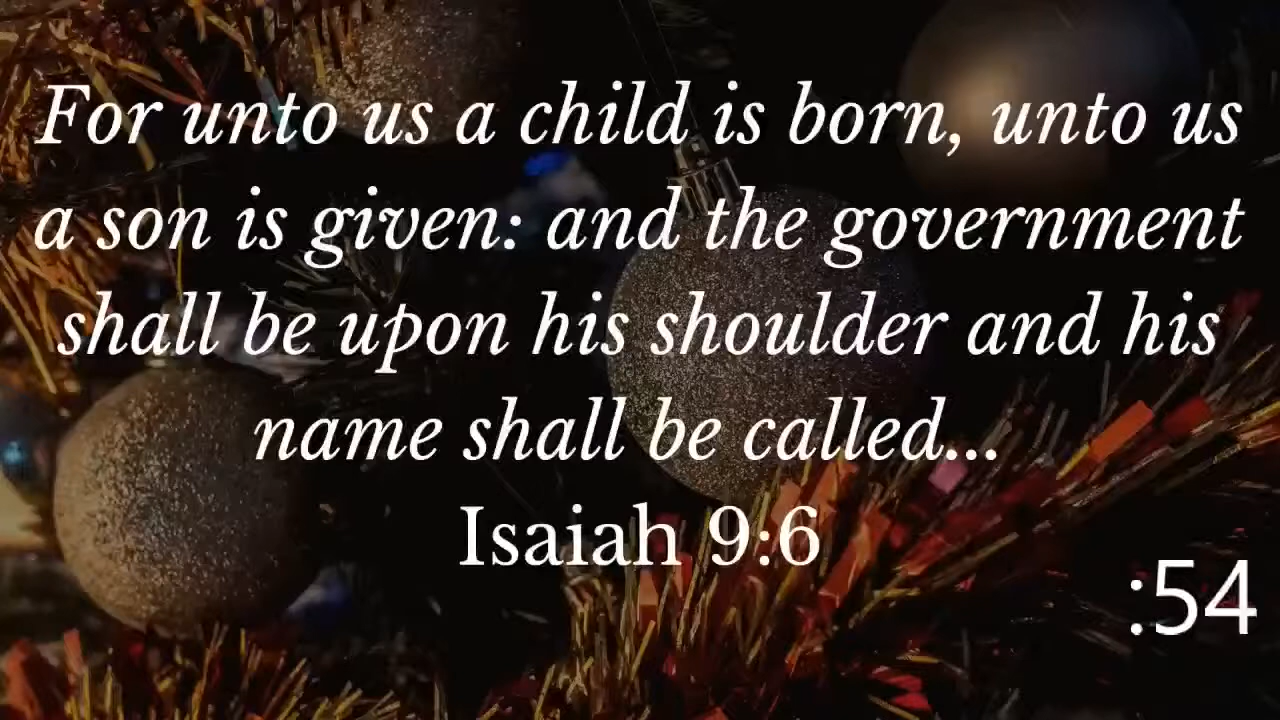 For unto us a child is born, unto us
a son is given: and the government
shall be upon his shoulder and his
name shall be called...
Isaiah 9:6
:54